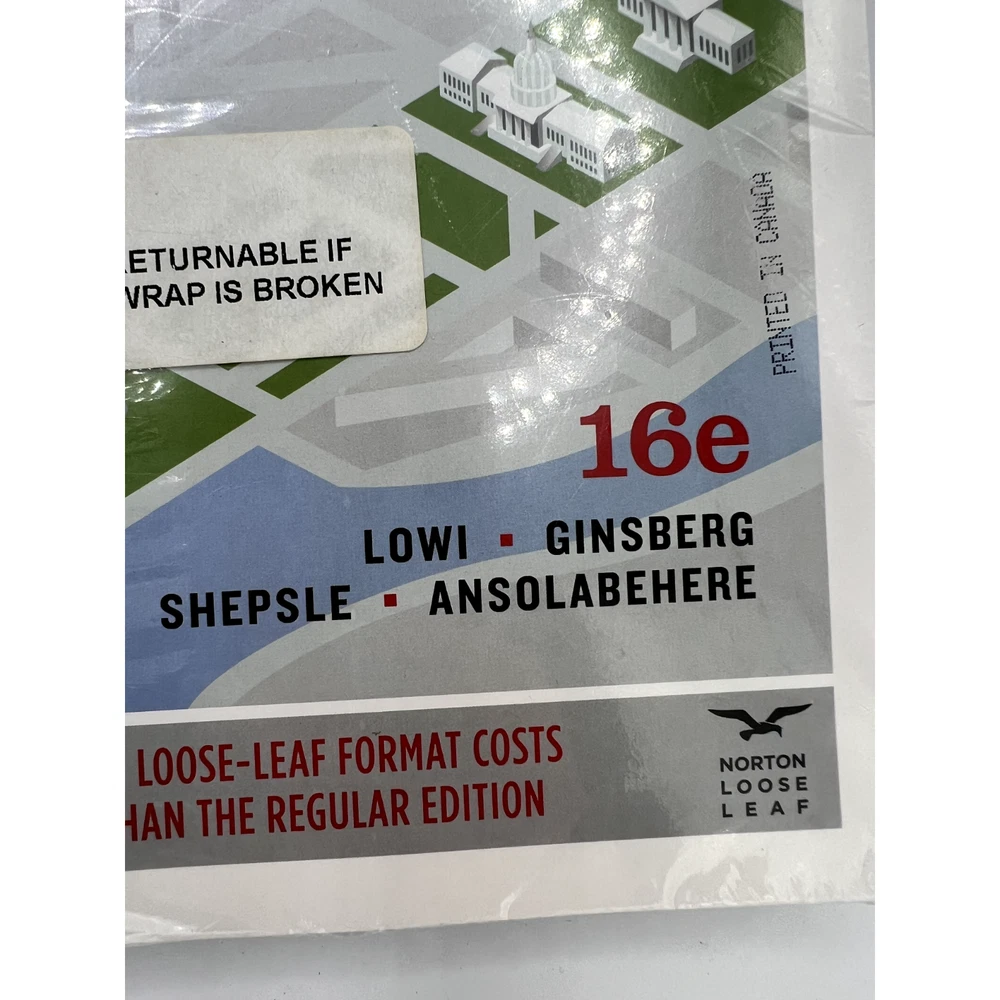 ETURNABLE IF
WRAP IS BROKEN
PRINTED IN CANADA
16e
LOWI ▪ GINSBERG
SHEPSLE ▪ ANSOLABEHERE
LOOSE-LEAF FORMAT COSTS
HAN THE REGULAR EDITION
NORTON
LOOSE
LEAF